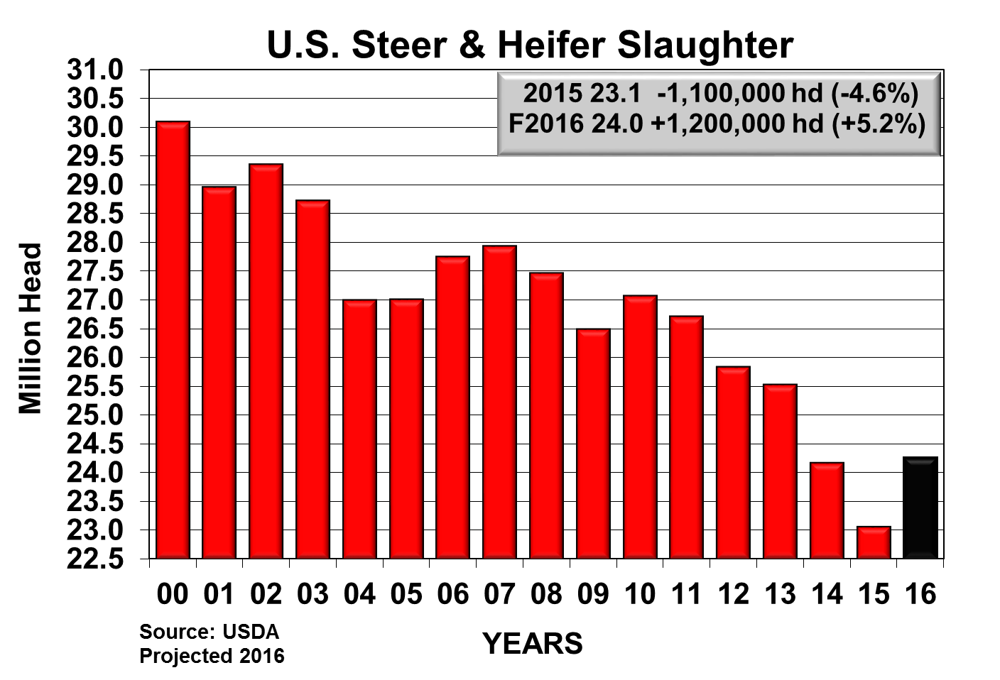 U.S. Steer & Heifer Slaughter
2015 23.1 -1,100,000 hd (-4.6%)
F2016 24.0 +1,200,000 hd (+5.2%)
Million Head
31.0
30.5
30.0
29.5
29.0
28.5
28.0
27.5
27.0
26.5
26.0
25.5
25.0
24.5
24.0
23.5
23.0
22.5
00 01 02 03 04 05 06 07 08 09 10 11 12 13 14 15 16
YEARS
Source: USDA
Projected 2016